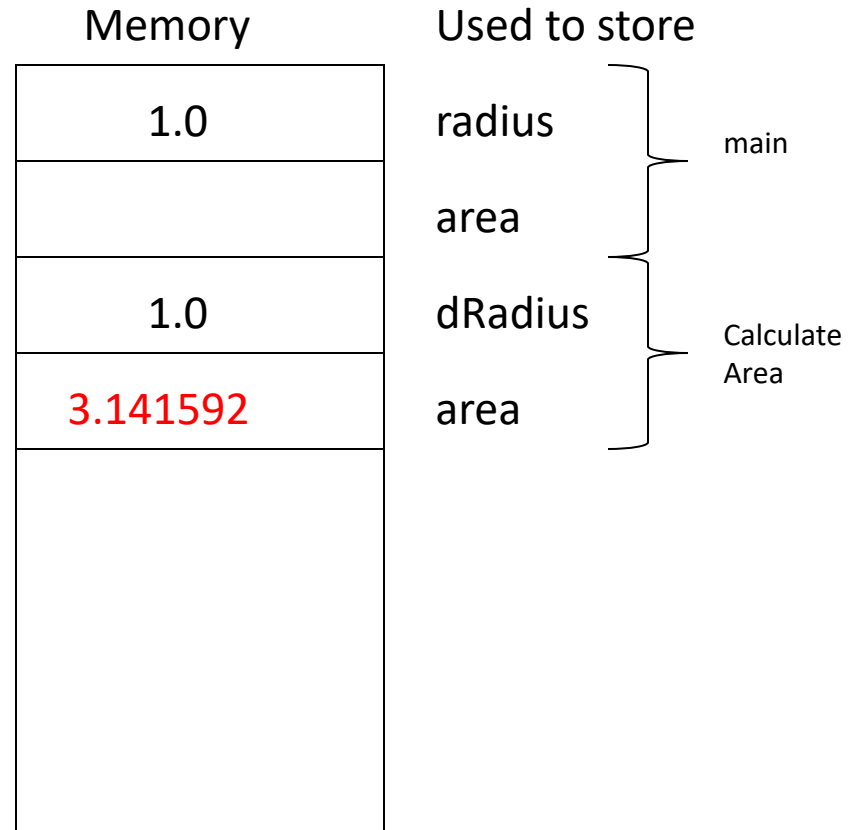 Memory Used to store
1.0 radius
main
area
1.0 dRadius
Calculate
Area
3.141592 area